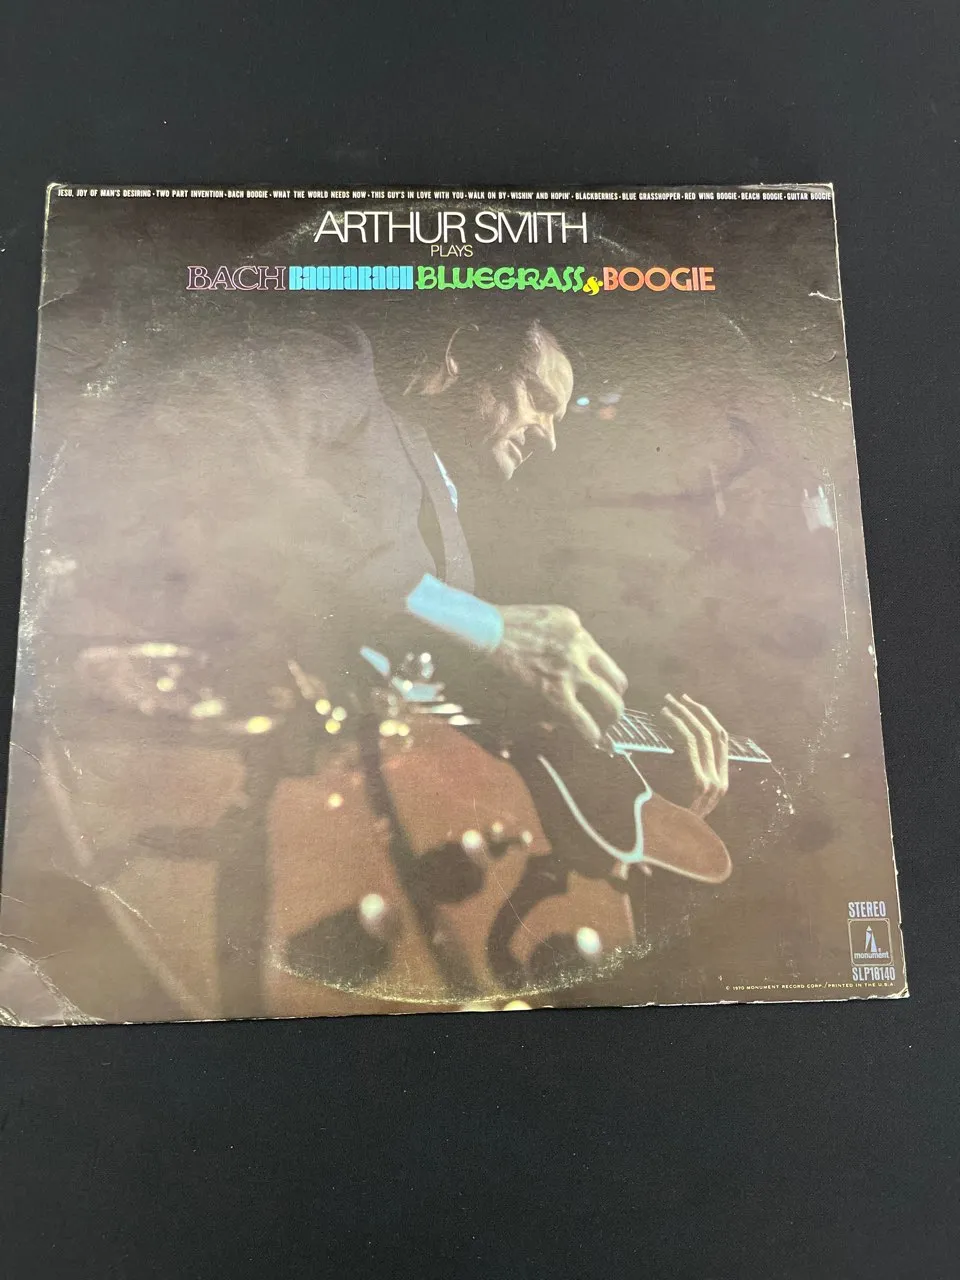 JESU, JOY OF MAN'S DESIRING · TWO PART INVENTION · BACH BOOGIE · WHAT THE WORLD NEEDS NOW · THIS GUY'S IN LOVE WITH YOU · WALK ON BY · WISHIN' AND HOPIN' · BLACKBERRIES · BLUE GRASSHOPPER · RED WING BOOGIE · BEACH BOOGIE · GUITAR BOOGIE
ARTHUR SMITH
PLAYS
BACH BACHARACH BLUEGRASS & BOOGIE
STEREO
monument
SLP18140
© 1970 MONUMENT RECORD CORP./PRINTED IN THE U.S.A.